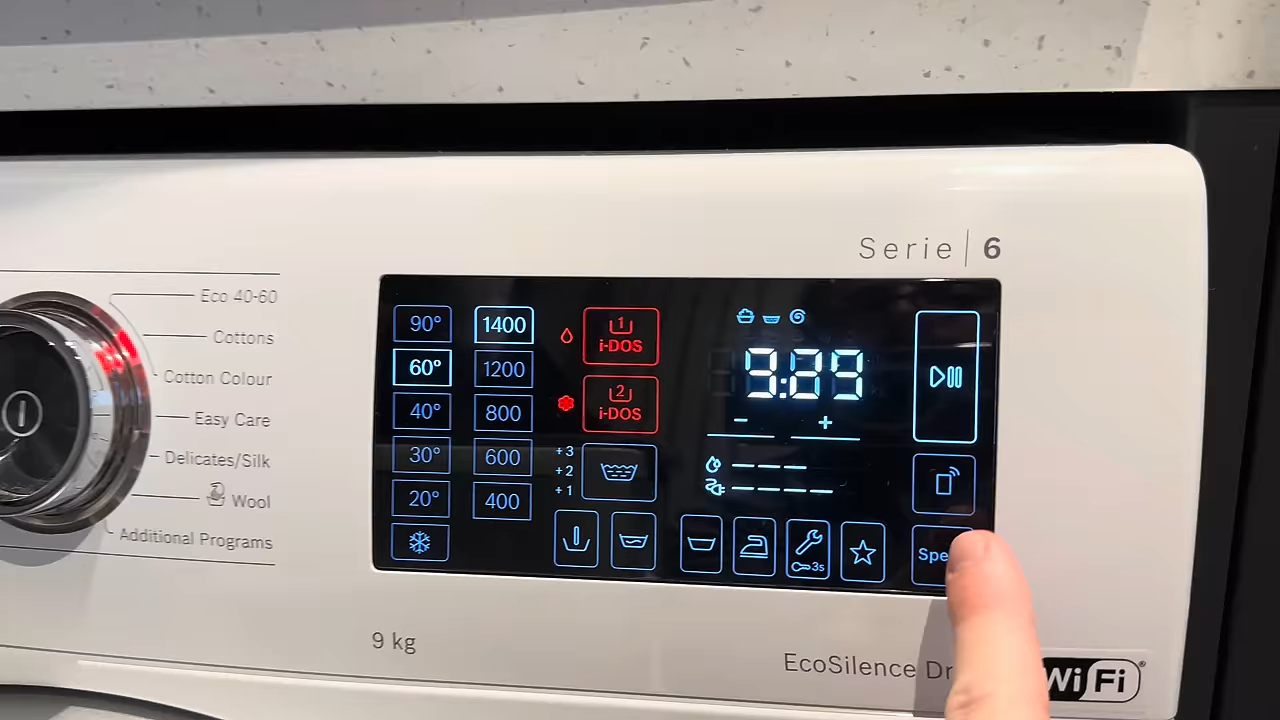 Serie | 6
Eco 40-60
Cottons
Cotton Colour
Easy Care
Delicates/Silk
Wool
Additional Programs
90° 1400
60° 1200
40° 800
30° 600
20° 400
1
i-DOS
2
i-DOS
+3
+2
+1
− +
3s
Spe
9 kg
EcoSilence Dr
WiFi